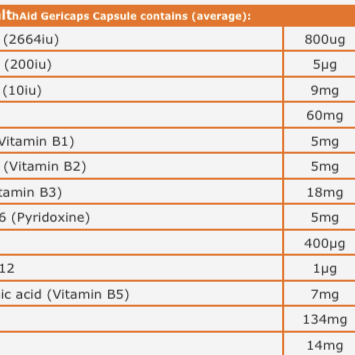 lthAid Gericaps Capsule contains (average):
(2664iu) 800ug
(200iu) 5µg
(10iu) 9mg
60mg
Vitamin B1) 5mg
(Vitamin B2) 5mg
tamin B3) 18mg
6 (Pyridoxine) 5mg
400µg
12 1µg
ic acid (Vitamin B5) 7mg
134mg
14mg